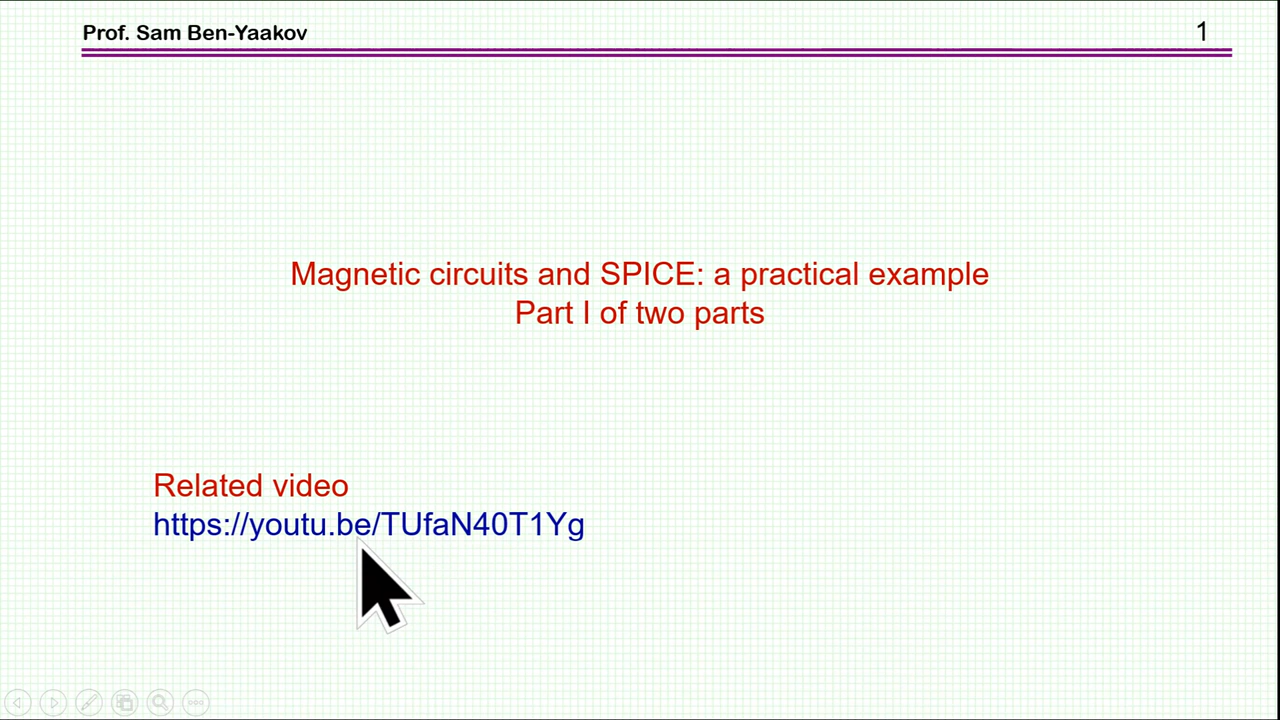 Prof. Sam Ben-Yaakov
1
Magnetic circuits and SPICE: a practical example
Part I of two parts
Related video
https://youtu.be/TUfaN40T1Yg